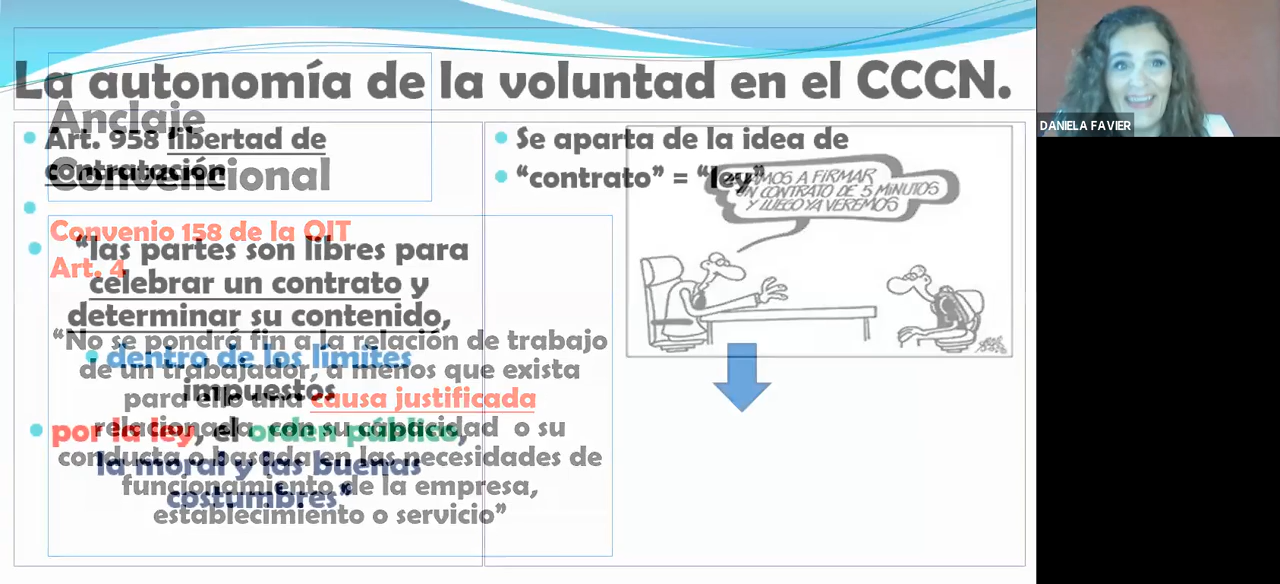 La autonomía de la voluntad en el CCCN.
Anclaje
Convencional
Art. 958 libertad de
contratación
Convenio 158 de la OIT
Art. 4
“las partes son libres para
celebrar un contrato y
determinar su contenido,
dentro de los límites
impuestos
por la ley, el orden público,
la moral y las buenas
costumbres”
“No se pondrá fin a la relación de trabajo
de un trabajador, a menos que exista
para ello una causa justificada
relacionada con su capacidad o su
conducta o basada en las necesidades de
funcionamiento de la empresa,
establecimiento o servicio”
Se aparta de la idea de
“contrato” = “ley”
A FIRMAR
UN CONTRATO DE 5 MINUTOS
Y LUEGO YA VEREMOS
DANIELA FAVIER